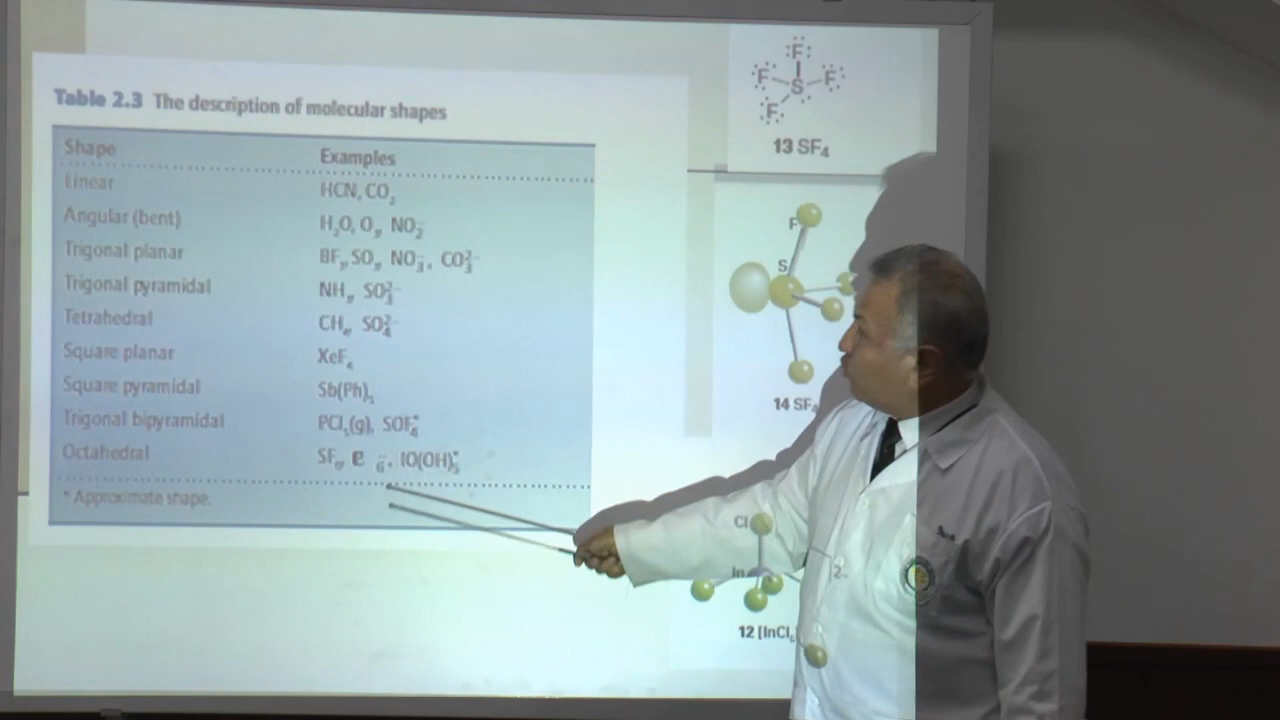 Table 2.3 The description of molecular shapes
Shape Examples
Linear HCN, CO₂
Angular (bent) H₂O, O₃, NO₂⁻
Trigonal planar BF₃, SO₃, NO₃⁻, CO₃²⁻
Trigonal pyramidal NH₃, SO₃²⁻
Tetrahedral CH₄, SO₄²⁻
Square planar XeF₄
Square pyramidal Sb(Ph)₅
Trigonal bipyramidal PCl₅(g), SOF₄*
Octahedral SF₆, IO(OH)₅*
* Approximate shape.
F
F S F
F
13 SF₄
F
S
14 SF₄
Cl
In 2-
12 [InCl₅